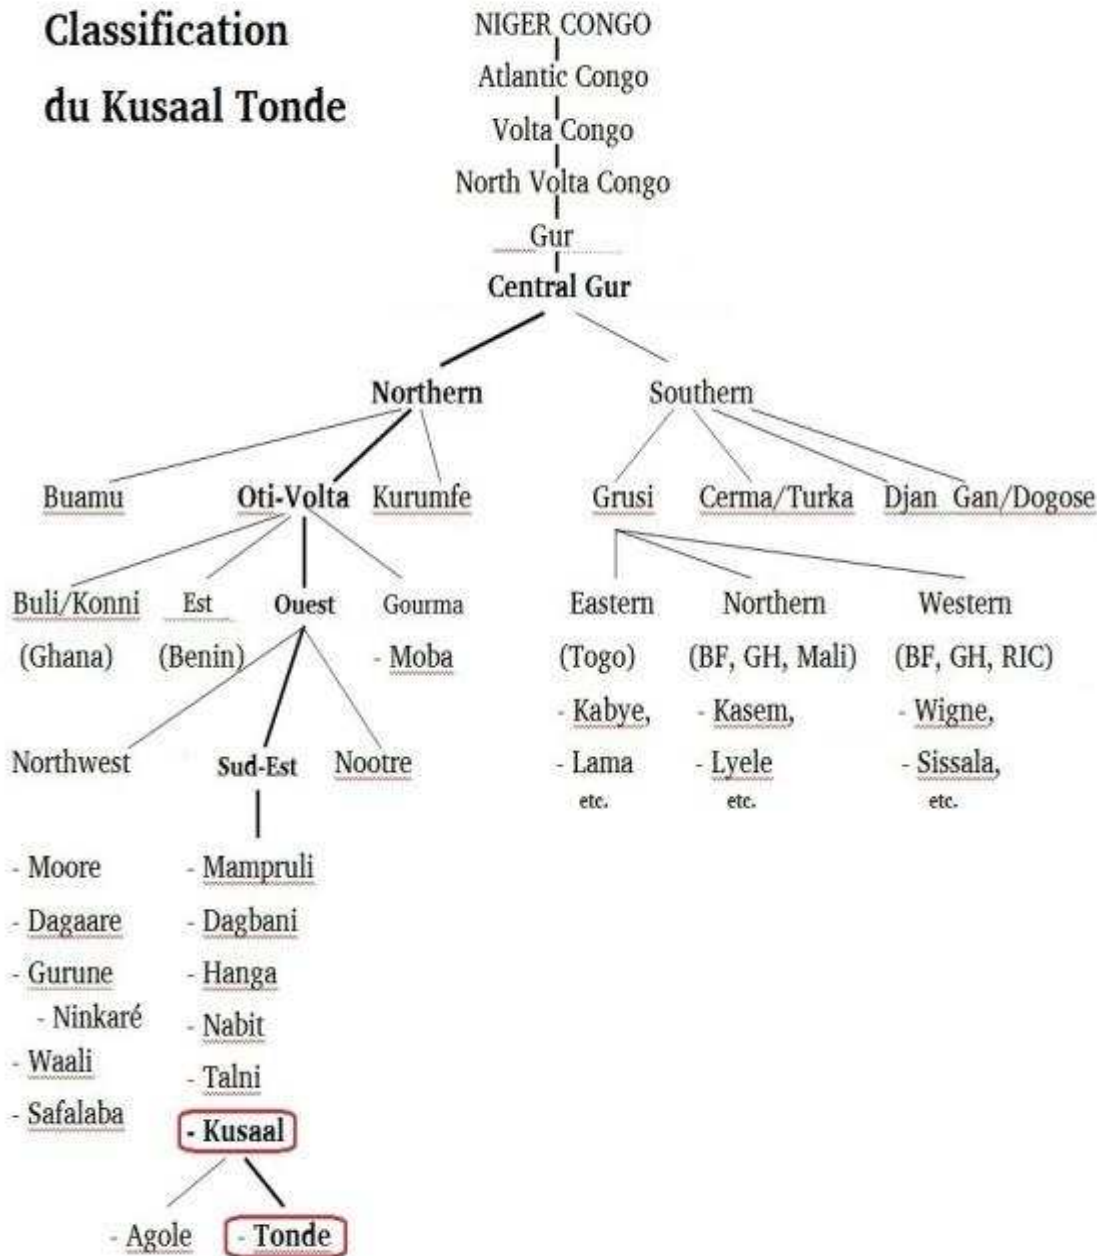 Classification
du Kusaal Tonde
NIGER CONGO
Atlantic Congo
Volta Congo
North Volta Congo
Gur
Central Gur
Northern Southern
Buamu Oti-Volta Kurumfe Grusi Cerma/Turka Djan Gan/Dogose
Buli/Konni Est Ouest Gourma Eastern Northern Western
(Ghana) (Benin) - Moba (Togo) (BF, GH, Mali) (BF, GH, RIC)
- Kabye, - Kasem, - Wigne,
Northwest Sud-Est Nootre - Lama - Lyele - Sissala,
etc. etc. etc.
- Moore - Mampruli
- Dagaare - Dagbani
- Gurune - Hanga
- Ninkaré - Nabit
- Waali - Talni
- Safalaba - Kusaal
- Agole - Tonde